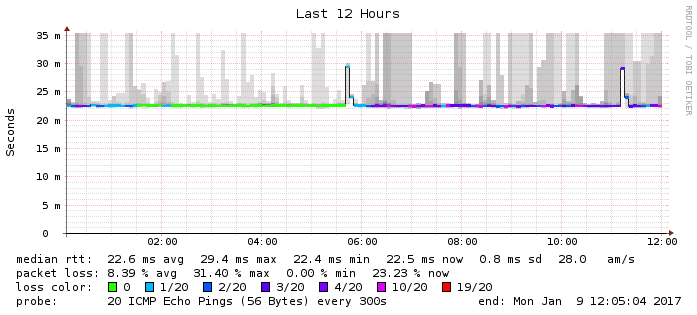 Last 12 Hours
RRDTOOL / TOBI OETIKER
Seconds
35 m
30 m
25 m
20 m
15 m
10 m
5 m
0
02:00 04:00 06:00 08:00 10:00 12:00
median rtt: 22.6 ms avg 29.4 ms max 22.4 ms min 22.5 ms now 0.8 ms sd 28.0 am/s
packet loss: 8.39 % avg 31.40 % max 0.00 % min 23.23 % now
loss color: 0 1/20 2/20 3/20 4/20 10/20 19/20
probe: 20 ICMP Echo Pings (56 Bytes) every 300s end: Mon Jan 9 12:05:04 2017